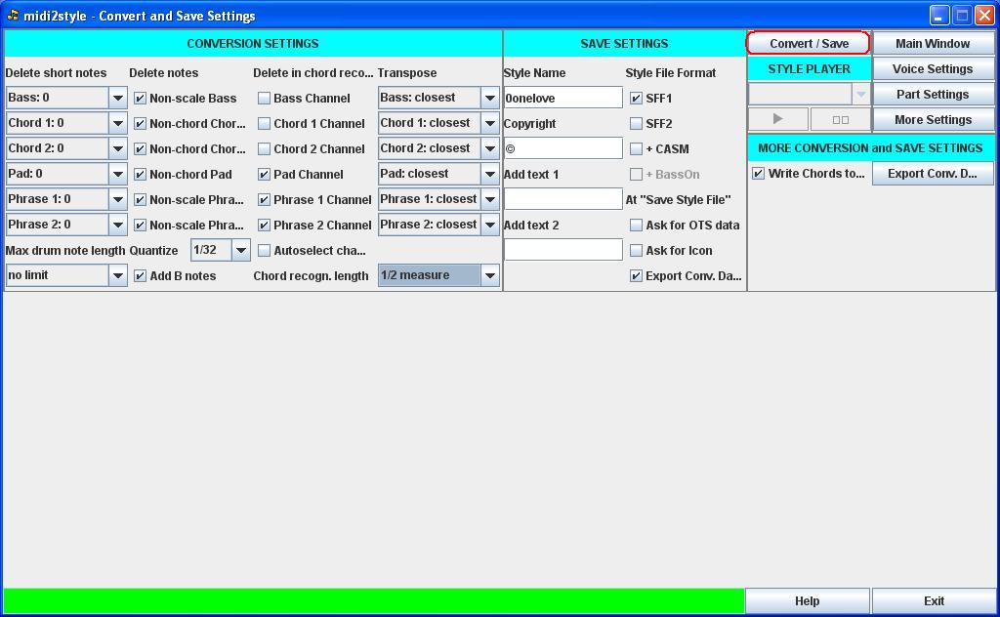 midi2style - Convert and Save Settings
CONVERSION SETTINGS SAVE SETTINGS Convert / Save Main Window
Delete short notes Delete notes Delete in chord reco... Transpose Style Name Style File Format STYLE PLAYER Voice Settings
Bass: 0 Non-scale Bass Bass Channel Bass: closest 0onelove SFF1 Part Settings
Chord 1: 0 Non-chord Chor... Chord 1 Channel Chord 1: closest Copyright SFF2 More Settings
Chord 2: 0 Non-chord Chor... Chord 2 Channel Chord 2: closest © + CASM MORE CONVERSION and SAVE SETTINGS
Pad: 0 Non-chord Pad Pad Channel Pad: closest Add text 1 + BassOn Write Chords to... Export Conv. D...
Phrase 1: 0 Non-scale Phra... Phrase 1 Channel Phrase 1: closest At "Save Style File"
Phrase 2: 0 Non-scale Phra... Phrase 2 Channel Phrase 2: closest Add text 2 Ask for OTS data
Max drum note length Quantize 1/32 Autoselect cha... Ask for Icon
no limit Add B notes Chord recogn. length 1/2 measure Export Conv. Da...
Help Exit